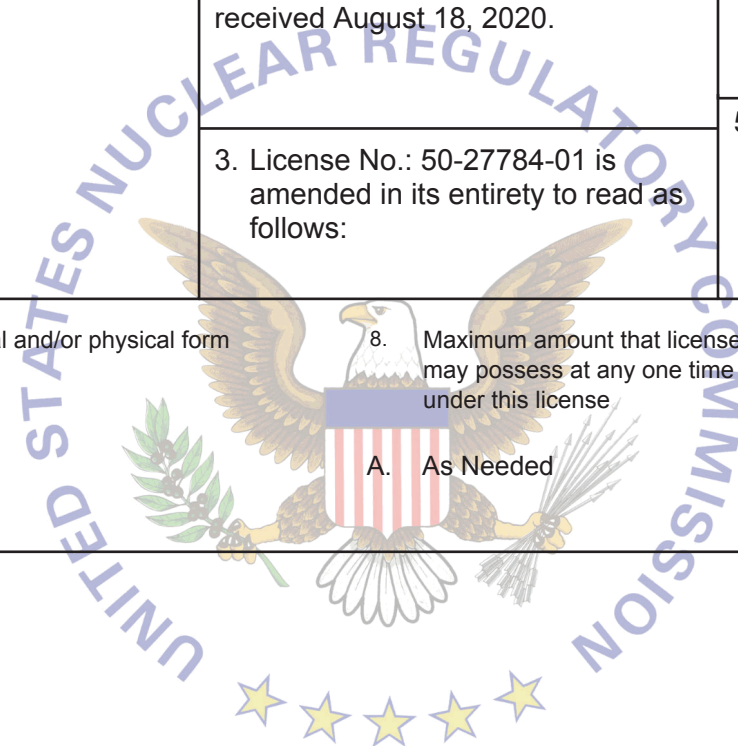 received August 18, 2020.
3. License No.: 50-27784-01 is
amended in its entirety to read as
follows:
and/or physical form
8. Maximum amount that license
may possess at any one time
under this license
A. As Needed
UNITED STATES NUCLEAR REGULATORY COMMISSION